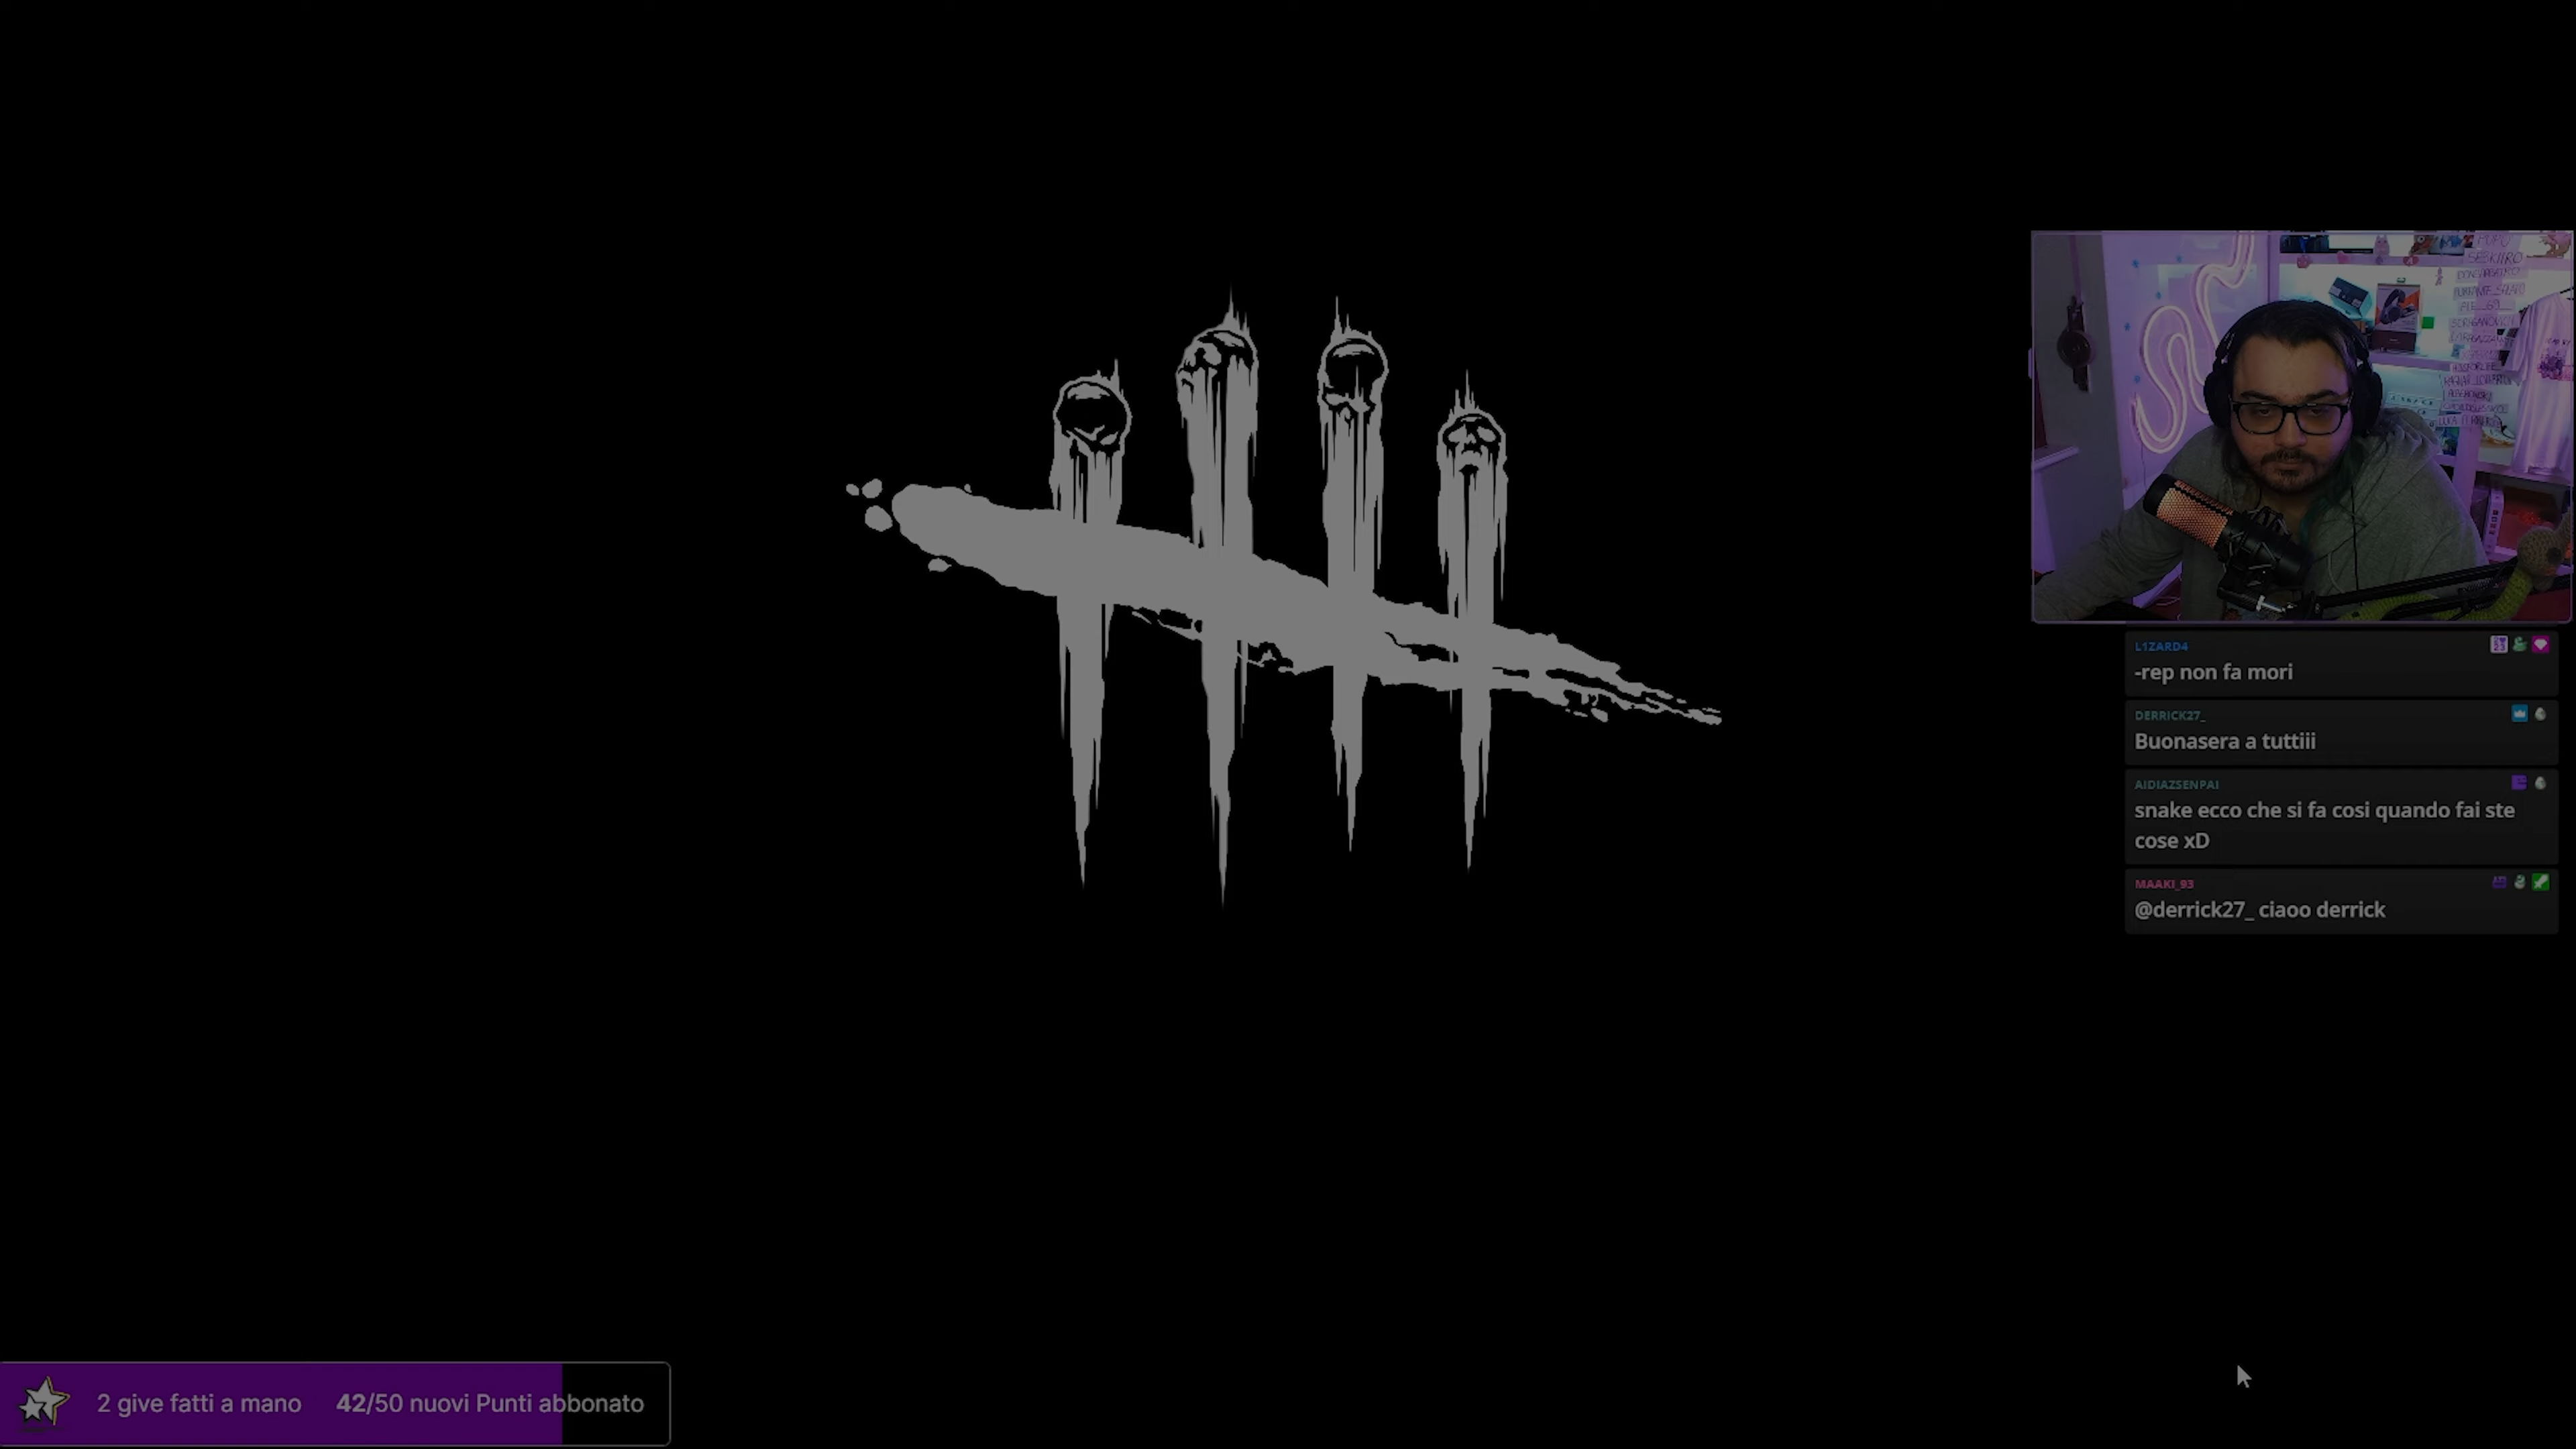 SEEKIIRO
L1ZARD4
-rep non fa mori
DERRICK27_
Buonasera a tuttiii
AIDIAZSENPAI
snake ecco che si fa cosi quando fai ste
cose xD
MAAKI_93
@derrick27_ ciaoo derrick
2 give fatti a mano 42/50 nuovi Punti abbonato